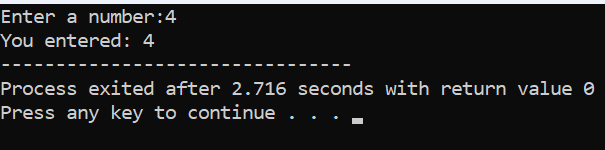 Enter a number:4
You entered: 4
--------------------------------
Process exited after 2.716 seconds with return value 0
Press any key to continue . . .